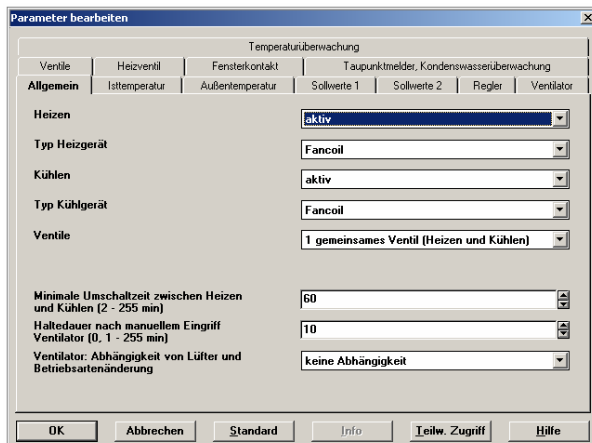 Parameter bearbeiten
Temperaturüberwachung
Ventile Heizventil Fensterkontakt Taupunktmelder, Kondenswasserüberwachung
Allgemein Isttemperatur Außentemperatur Sollwerte 1 Sollwerte 2 Regler Ventilator
Heizen aktiv
Typ Heizgerät Fancoil
Kühlen aktiv
Typ Kühlgerät Fancoil
Ventile 1 gemeinsames Ventil (Heizen und Kühlen)
Minimale Umschaltzeit zwischen Heizen
und Kühlen (2 - 255 min) 60
Haltedauer nach manuellem Eingriff
Ventilator (0, 1 - 255 min) 10
Ventilator: Abhängigkeit von Lüfter und
Betriebsartenänderung keine Abhängigkeit
OK Abbrechen Standard Info Teilw. Zugriff Hilfe